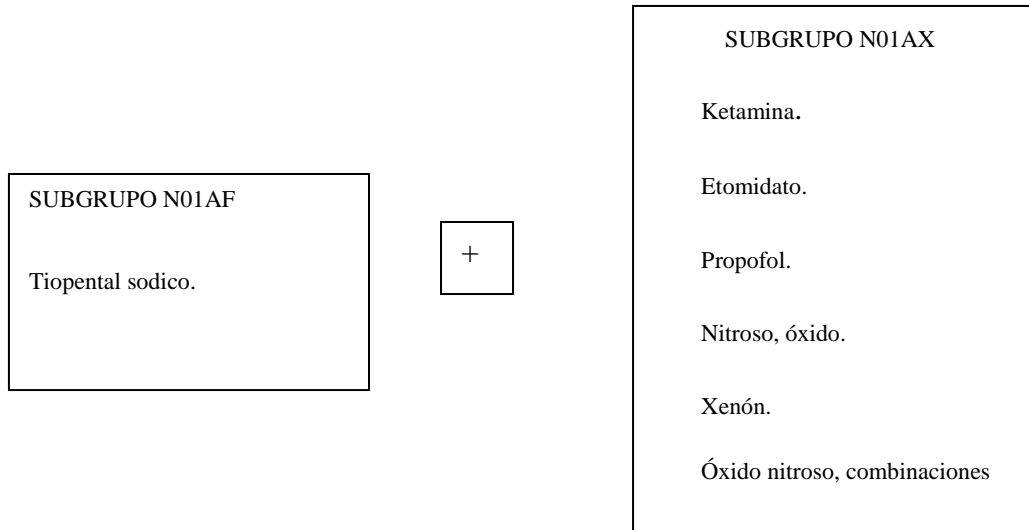 SUBGRUPO N01AF
Tiopental sodico.
+
SUBGRUPO N01AX
Ketamina.
Etomidato.
Propofol.
Nitroso, óxido.
Xenón.
Óxido nitroso, combinaciones